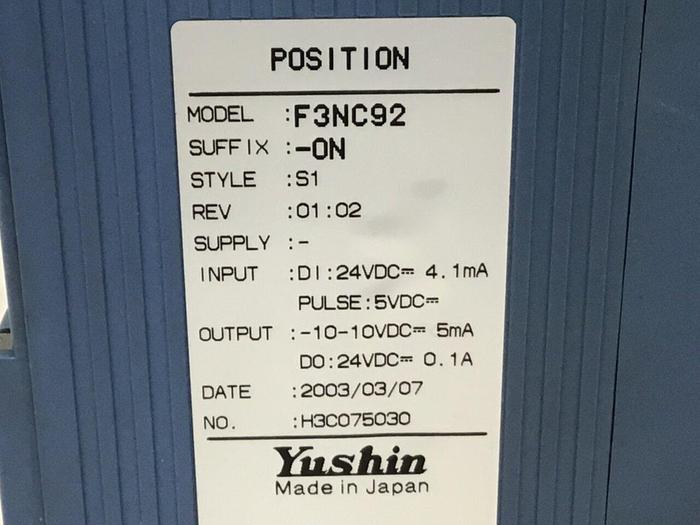 POSITION
MODEL :F3NC92
SUFFIX :-0N
STYLE :S1
REV :01:02
SUPPLY :-
INPUT :DI:24VDC⎓ 4.1mA
PULSE:5VDC⎓
OUTPUT :-10-10VDC⎓ 5mA
DO:24VDC⎓ 0.1A
DATE :2003/03/07
NO. :H3C075030
Yushin
Made in Japan